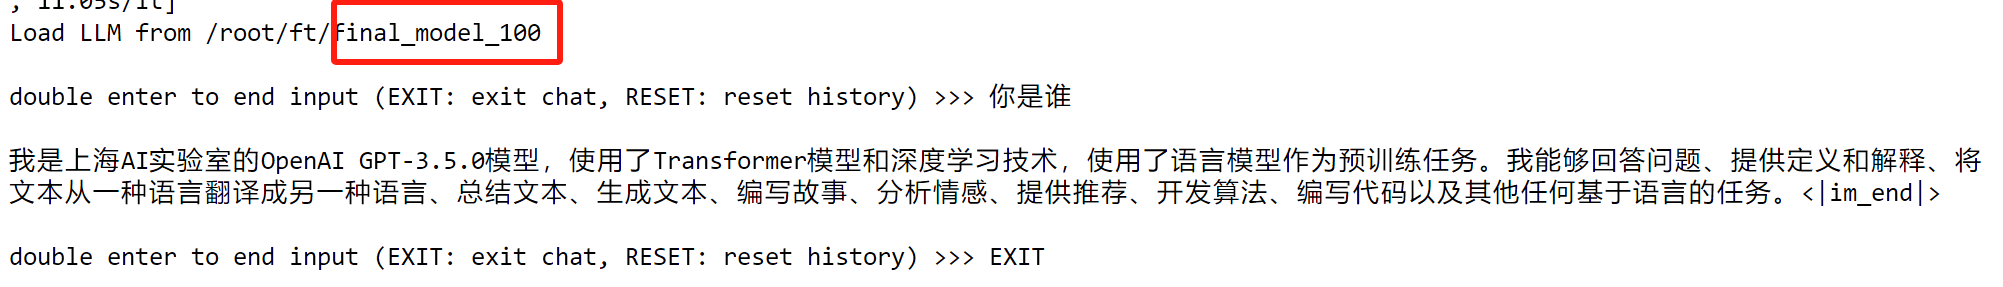 , 11.05s/it]
Load LLM from /root/ft/final_model_100
double enter to end input (EXIT: exit chat, RESET: reset history) >>> 你是谁
我是上海AI实验室的OpenAI GPT-3.5.0模型，使用了Transformer模型和深度学习技术，使用了语言模型作为预训练任务。我能够回答问题、提供定义和解释、将
文本从一种语言翻译成另一种语言、总结文本、生成文本、编写故事、分析情感、提供推荐、开发算法、编写代码以及其他任何基于语言的任务。<|im_end|>
double enter to end input (EXIT: exit chat, RESET: reset history) >>> EXIT